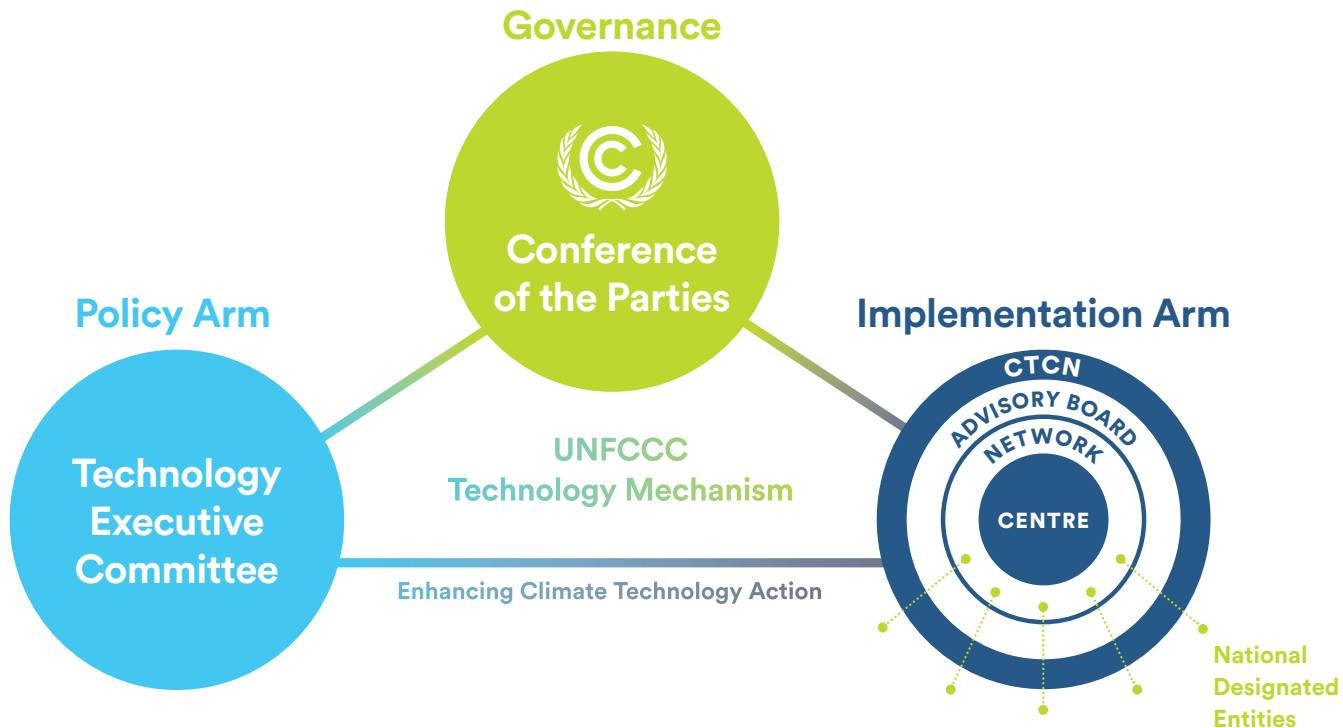 Governance
Conference
of the Parties
Policy Arm
Technology
Executive
Committee
Implementation Arm
CTCN
ADVISORY BOARD
NETWORK
CENTRE
UNFCCC
Technology Mechanism
Enhancing Climate Technology Action
National
Designated
Entities